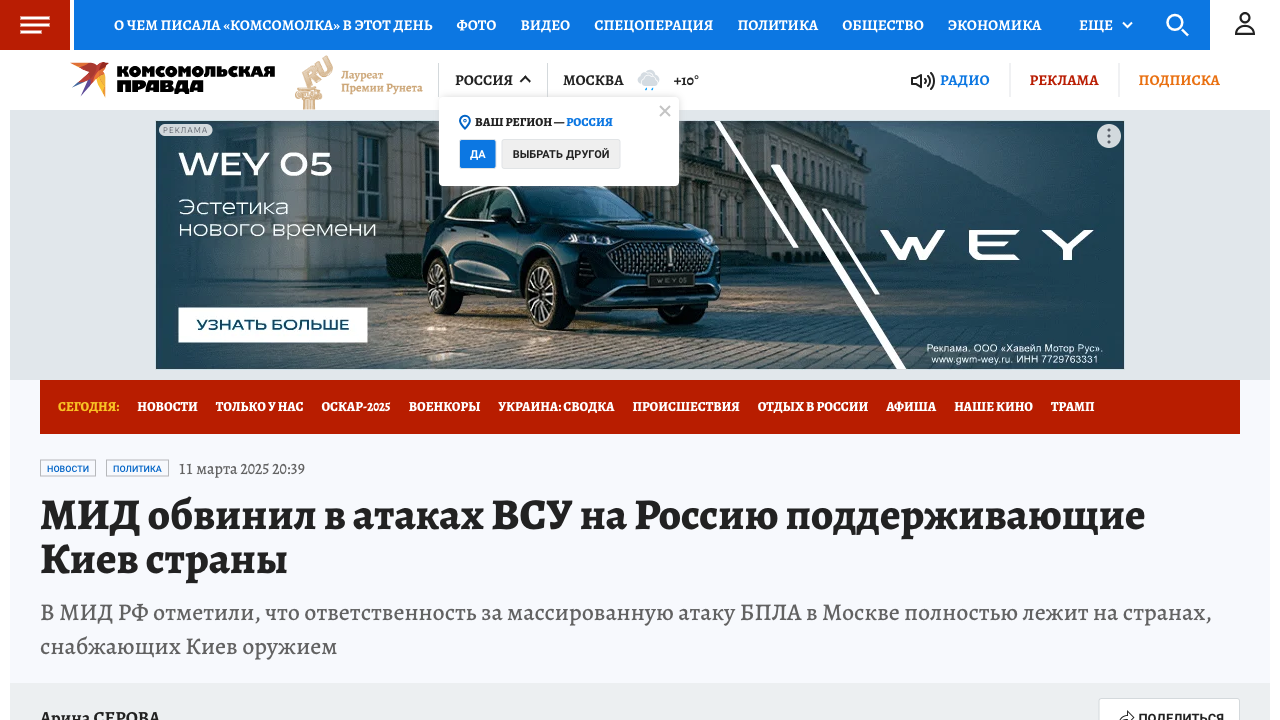 О ЧЕМ ПИСАЛА «КОМСОМОЛКА» В ЭТОТ ДЕНЬ ФОТО ВИДЕО СПЕЦОПЕРАЦИЯ ПОЛИТИКА ОБЩЕСТВО ЭКОНОМИКА ЕЩЕ
КОМСОМОЛЬСКАЯ ПРАВДА
RU
Лауреат
Премии Рунета
РОССИЯ МОСКВА +10° РАДИО РЕКЛАМА ПОДПИСКА
ВАШ РЕГИОН — РОССИЯ
ДА ВЫБРАТЬ ДРУГОЙ
РЕКЛАМА
WEY 05
Эстетика
нового времени
УЗНАТЬ БОЛЬШЕ
WEY 05
WEY
Реклама. ООО «Хавейл Мотор Рус».
www.gwm-wey.ru. ИНН 7729763331
СЕГОДНЯ: НОВОСТИ ТОЛЬКО У НАС ОСКАР-2025 ВОЕНКОРЫ УКРАИНА: СВОДКА ПРОИСШЕСТВИЯ ОТДЫХ В РОССИИ АФИША НАШЕ КИНО ТРАМП
НОВОСТИ ПОЛИТИКА 11 марта 2025 20:39
МИД обвинил в атаках ВСУ на Россию поддерживающие
Киев страны
В МИД РФ отметили, что ответственность за массированную атаку БПЛА в Москве полностью лежит на странах,
снабжающих Киев оружием
Арина СЕРОВА
ПОДЕЛИТЬСЯ